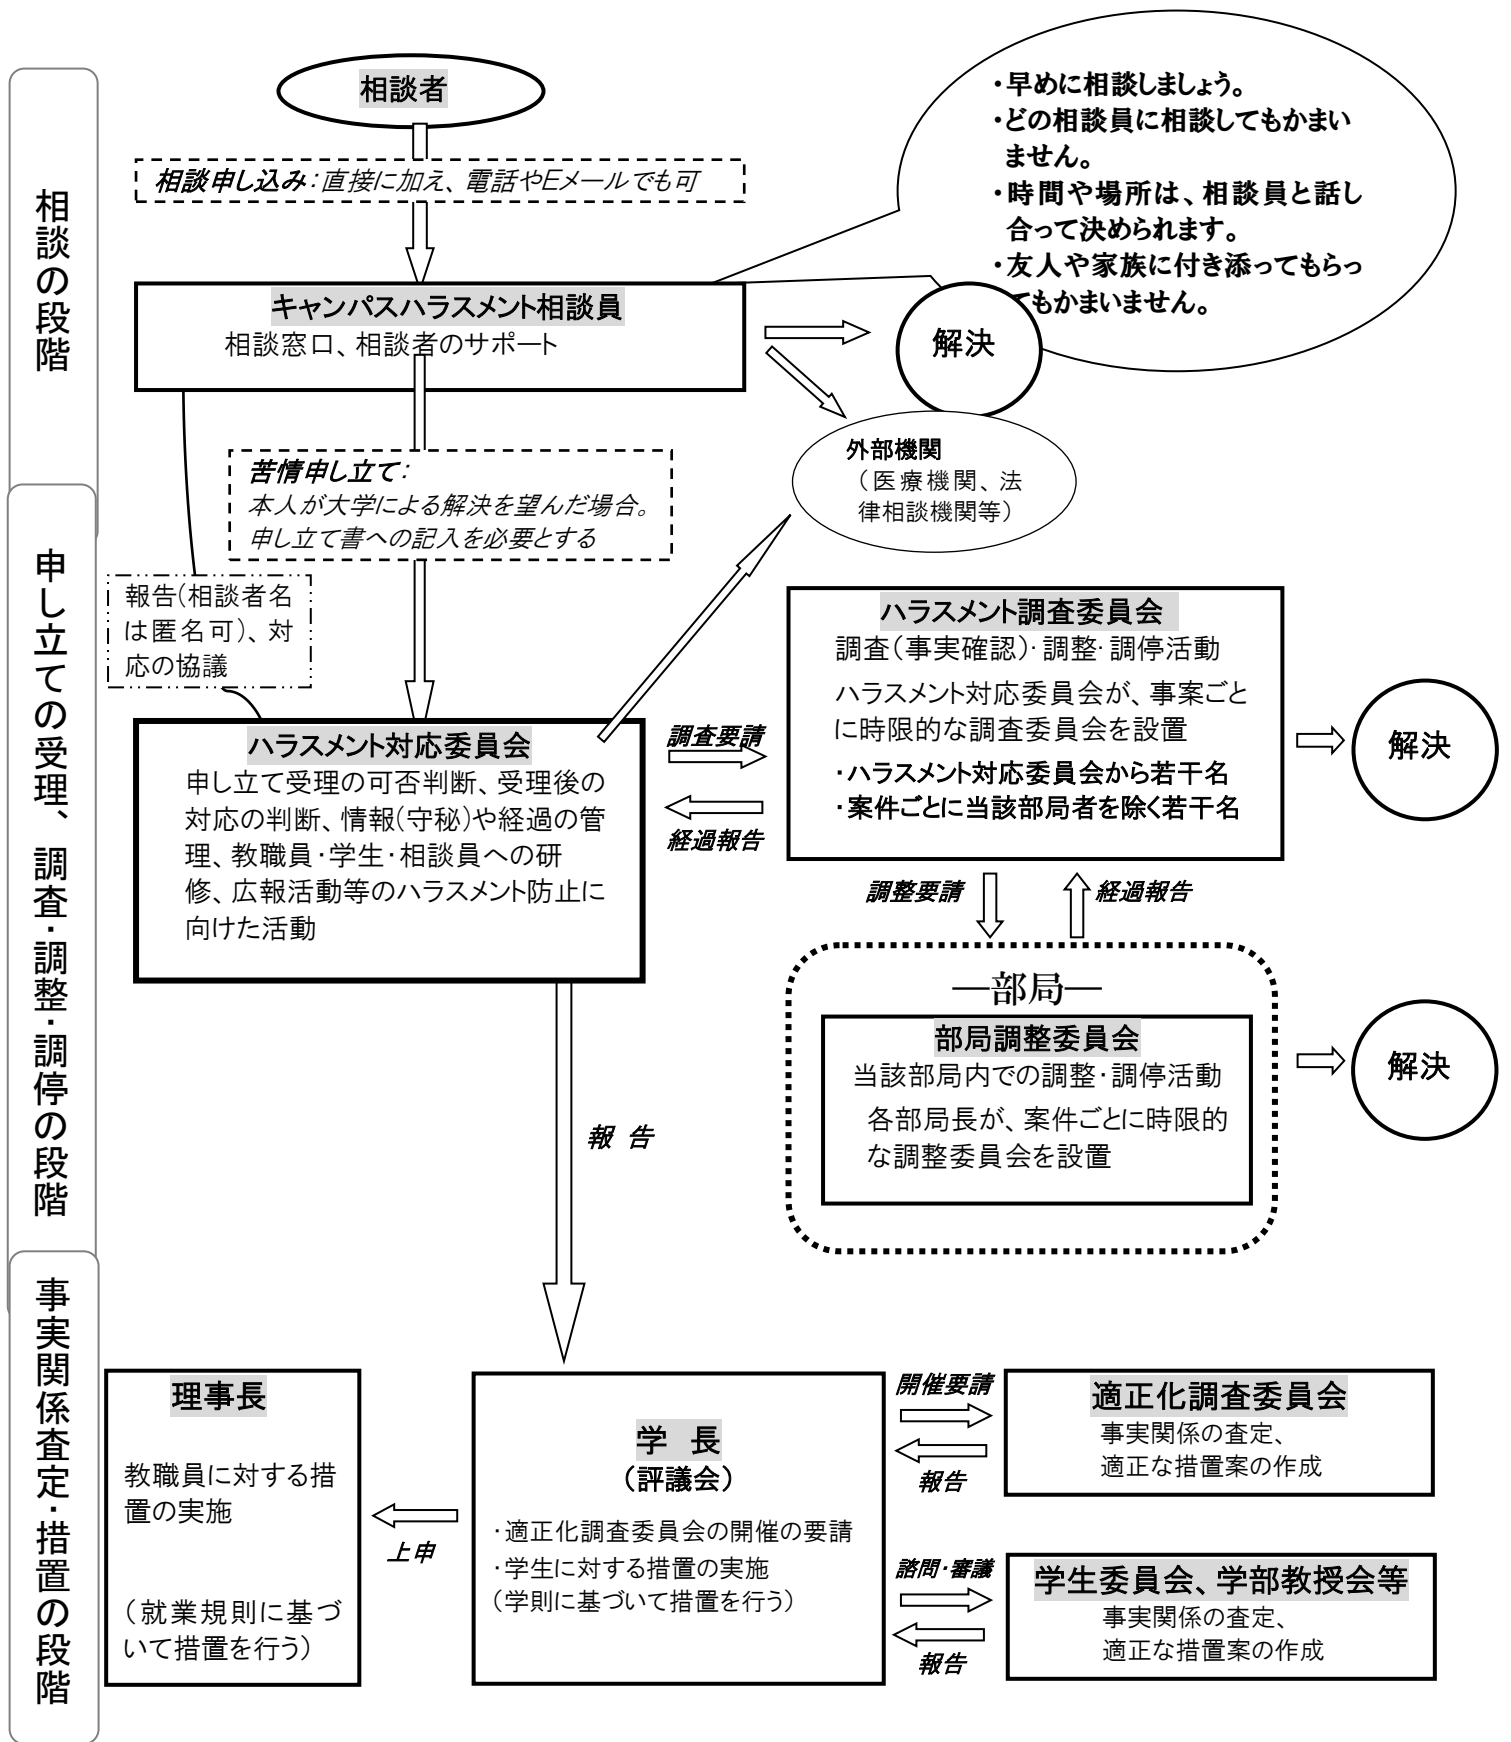 相談の段階
申し立ての受理、調査・調整・調停の段階
事実関係査定・措置の段階
相談者
相談申し込み：直接に加え、電話やEメールでも可
・早めに相談しましょう。
・どの相談員に相談してもかまい
ません。
・時間や場所は、相談員と話し
合って決められます。
・友人や家族に付き添ってもらっ
てもかまいません。
キャンパスハラスメント相談員
相談窓口、相談者のサポート
解決
外部機関
（医療機関、法
律相談機関等）
苦情申し立て：
本人が大学による解決を望んだ場合。
申し立て書への記入を必要とする
報告(相談者名
は匿名可)、対
応の協議
ハラスメント対応委員会
申し立て受理の可否判断、受理後の
対応の判断、情報(守秘)や経過の管
理、教職員・学生・相談員への研
修、広報活動等のハラスメント防止に
向けた活動
調査要請
経過報告
ハラスメント調査委員会
調査(事実確認)・調整・調停活動
ハラスメント対応委員会が、事案ごと
に時限的な調査委員会を設置
・ハラスメント対応委員会から若干名
・案件ごとに当該部局者を除く若干名
解決
調整要請
経過報告
―部局―
部局調整委員会
当該部局内での調整・調停活動
各部局長が、案件ごとに時限的
な調整委員会を設置
解決
報 告
理事長
教職員に対する措
置の実施
（就業規則に基づ
いて措置を行う）
上申
学 長
（評議会）
・適正化調査委員会の開催の要請
・学生に対する措置の実施
（学則に基づいて措置を行う）
開催要請
報告
適正化調査委員会
事実関係の査定、
適正な措置案の作成
諮問・審議
報告
学生委員会、学部教授会等
事実関係の査定、
適正な措置案の作成